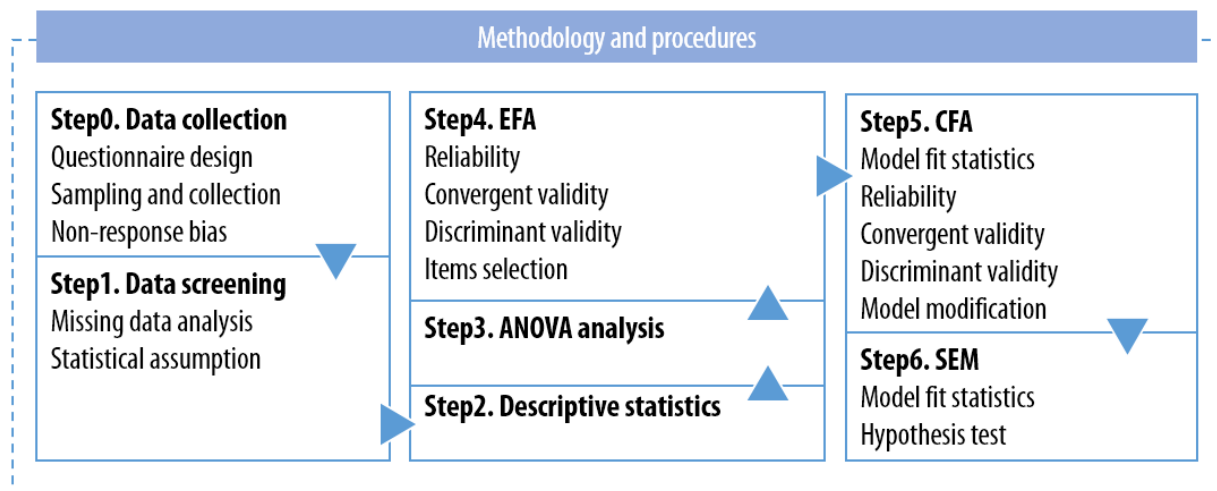 Methodology and procedures
Step0. Data collection
Questionnaire design
Sampling and collection
Non-response bias
Step1. Data screening
Missing data analysis
Statistical assumption
Step4. EFA
Reliability
Convergent validity
Discriminant validity
Items selection
Step3. ANOVA analysis
Step2. Descriptive statistics
Step5. CFA
Model fit statistics
Reliability
Convergent validity
Discriminant validity
Model modification
Step6. SEM
Model fit statistics
Hypothesis test